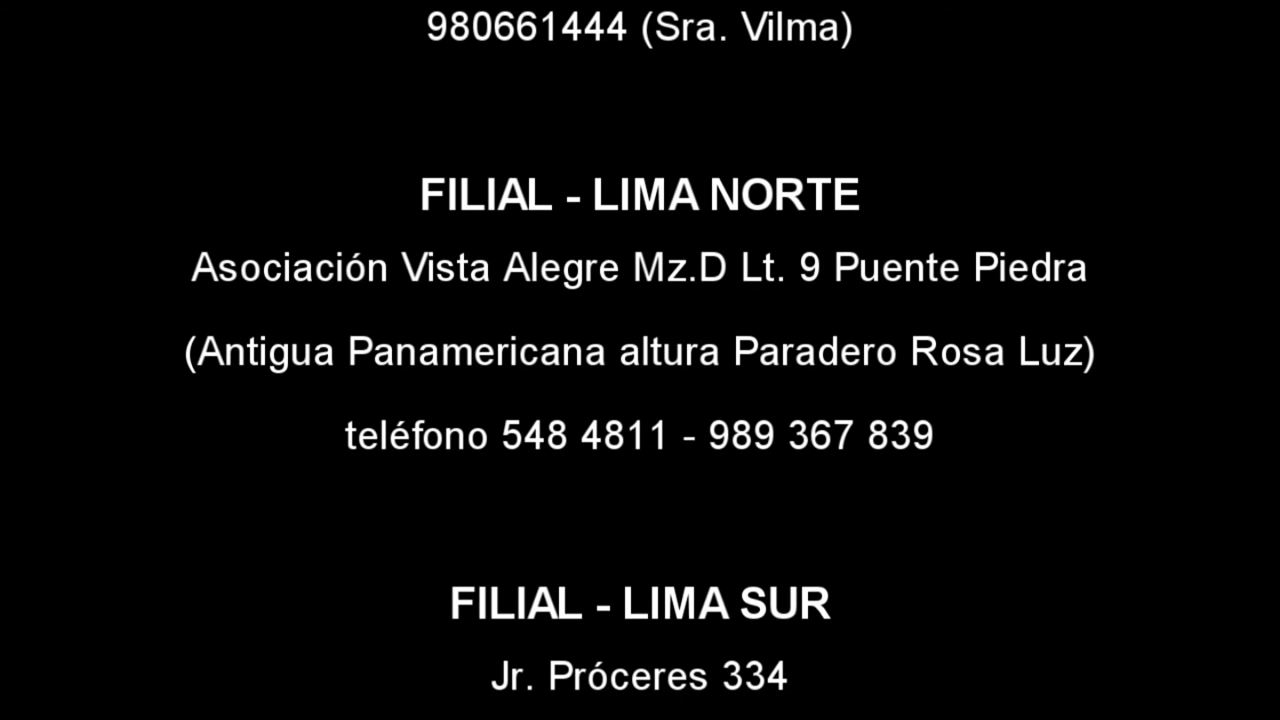 980661444 (Sra. Vilma)
FILIAL - LIMA NORTE
Asociación Vista Alegre Mz.D Lt. 9 Puente Piedra
(Antigua Panamericana altura Paradero Rosa Luz)
teléfono 548 4811 - 989 367 839
FILIAL - LIMA SUR
Jr. Próceres 334